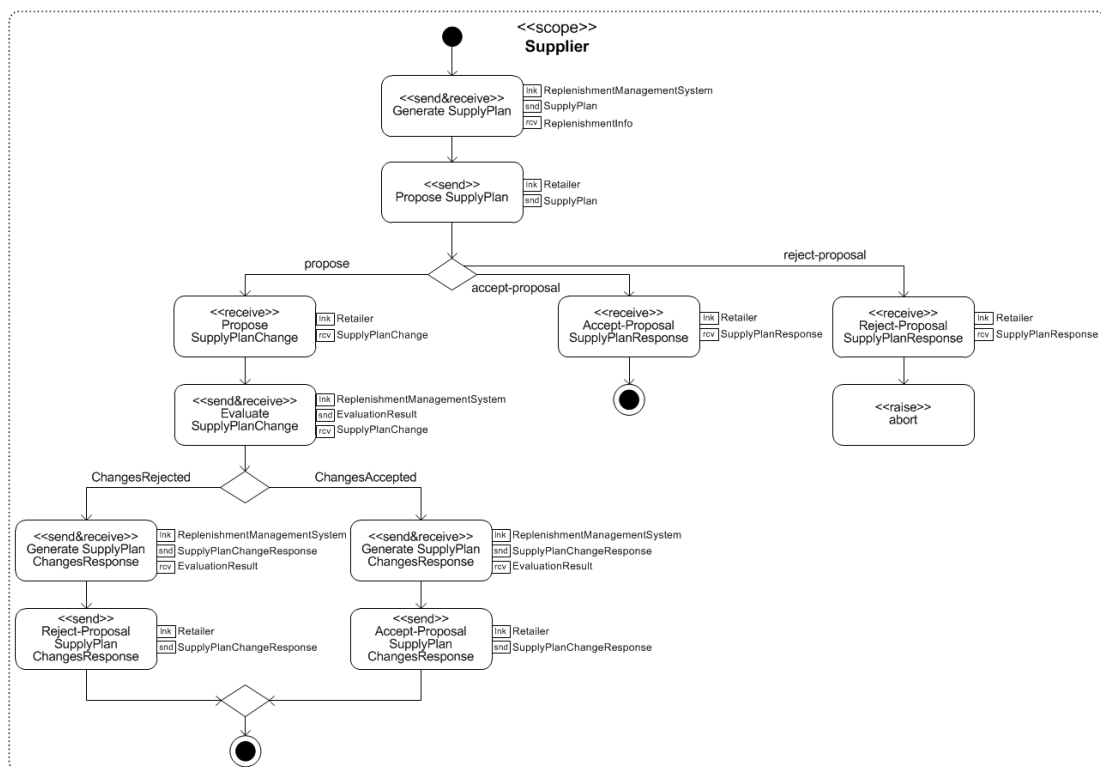 <<scope>>
Supplier
<<send&receive>>
Generate SupplyPlan
lnk ReplenishmentManagementSystem
snd SupplyPlan
rcv ReplenishmentInfo
<<send>>
Propose SupplyPlan
lnk Retailer
snd SupplyPlan
propose
accept-proposal
reject-proposal
<<receive>>
Propose
SupplyPlanChange
lnk Retailer
rcv SupplyPlanChange
<<receive>>
Accept-Proposal
SupplyPlanResponse
lnk Retailer
rcv SupplyPlanResponse
<<receive>>
Reject-Proposal
SupplyPlanResponse
lnk Retailer
rcv SupplyPlanResponse
<<send&receive>>
Evaluate
SupplyPlanChange
lnk ReplenishmentManagementSystem
snd EvaluationResult
rcv SupplyPlanChange
<<raise>>
abort
ChangesRejected
ChangesAccepted
<<send&receive>>
Generate SupplyPlan
ChangesResponse
lnk ReplenishmentManagementSystem
snd SupplyPlanChangeResponse
rcv EvaluationResult
<<send&receive>>
Generate SupplyPlan
ChangesResponse
lnk ReplenishmentManagementSystem
snd SupplyPlanChangeResponse
rcv EvaluationResult
<<send>>
Reject-Proposal
SupplyPlan
ChangesResponse
lnk Retailer
snd SupplyPlanChangeResponse
<<send>>
Accept-Proposal
SupplyPlan
ChangesResponse
lnk Retailer
snd SupplyPlanChangeResponse